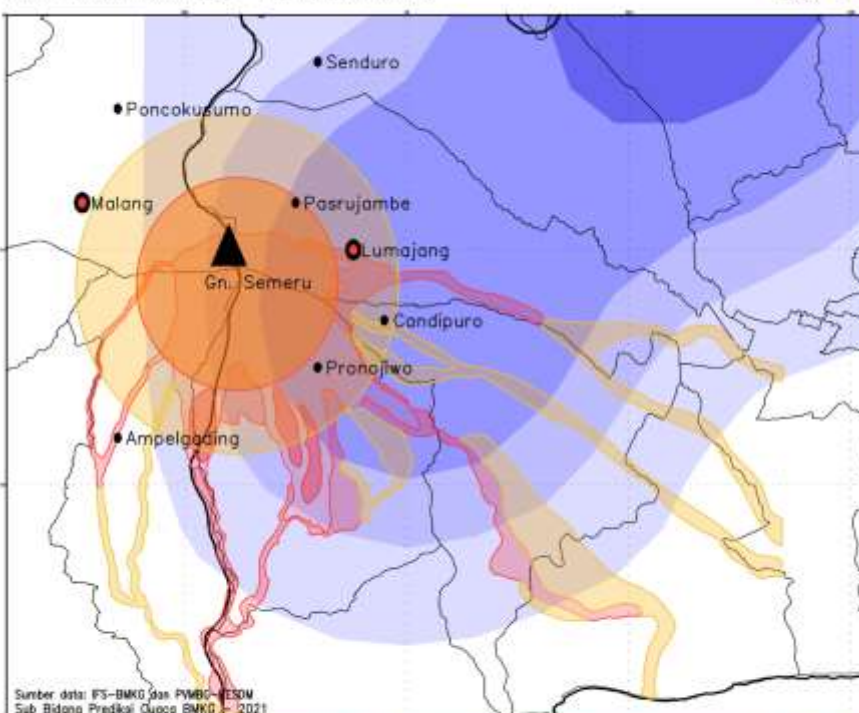 Senduro
Poncokusumo
Malang
Pasrujambe
Lumajang
Gn. Semeru
Candipuro
Pronojiwo
Ampelgading
Sumber data: IFS-BMKG dan PVMBG-KESDM
Sub Bidang Prediksi Cuaca BMKG - 2021